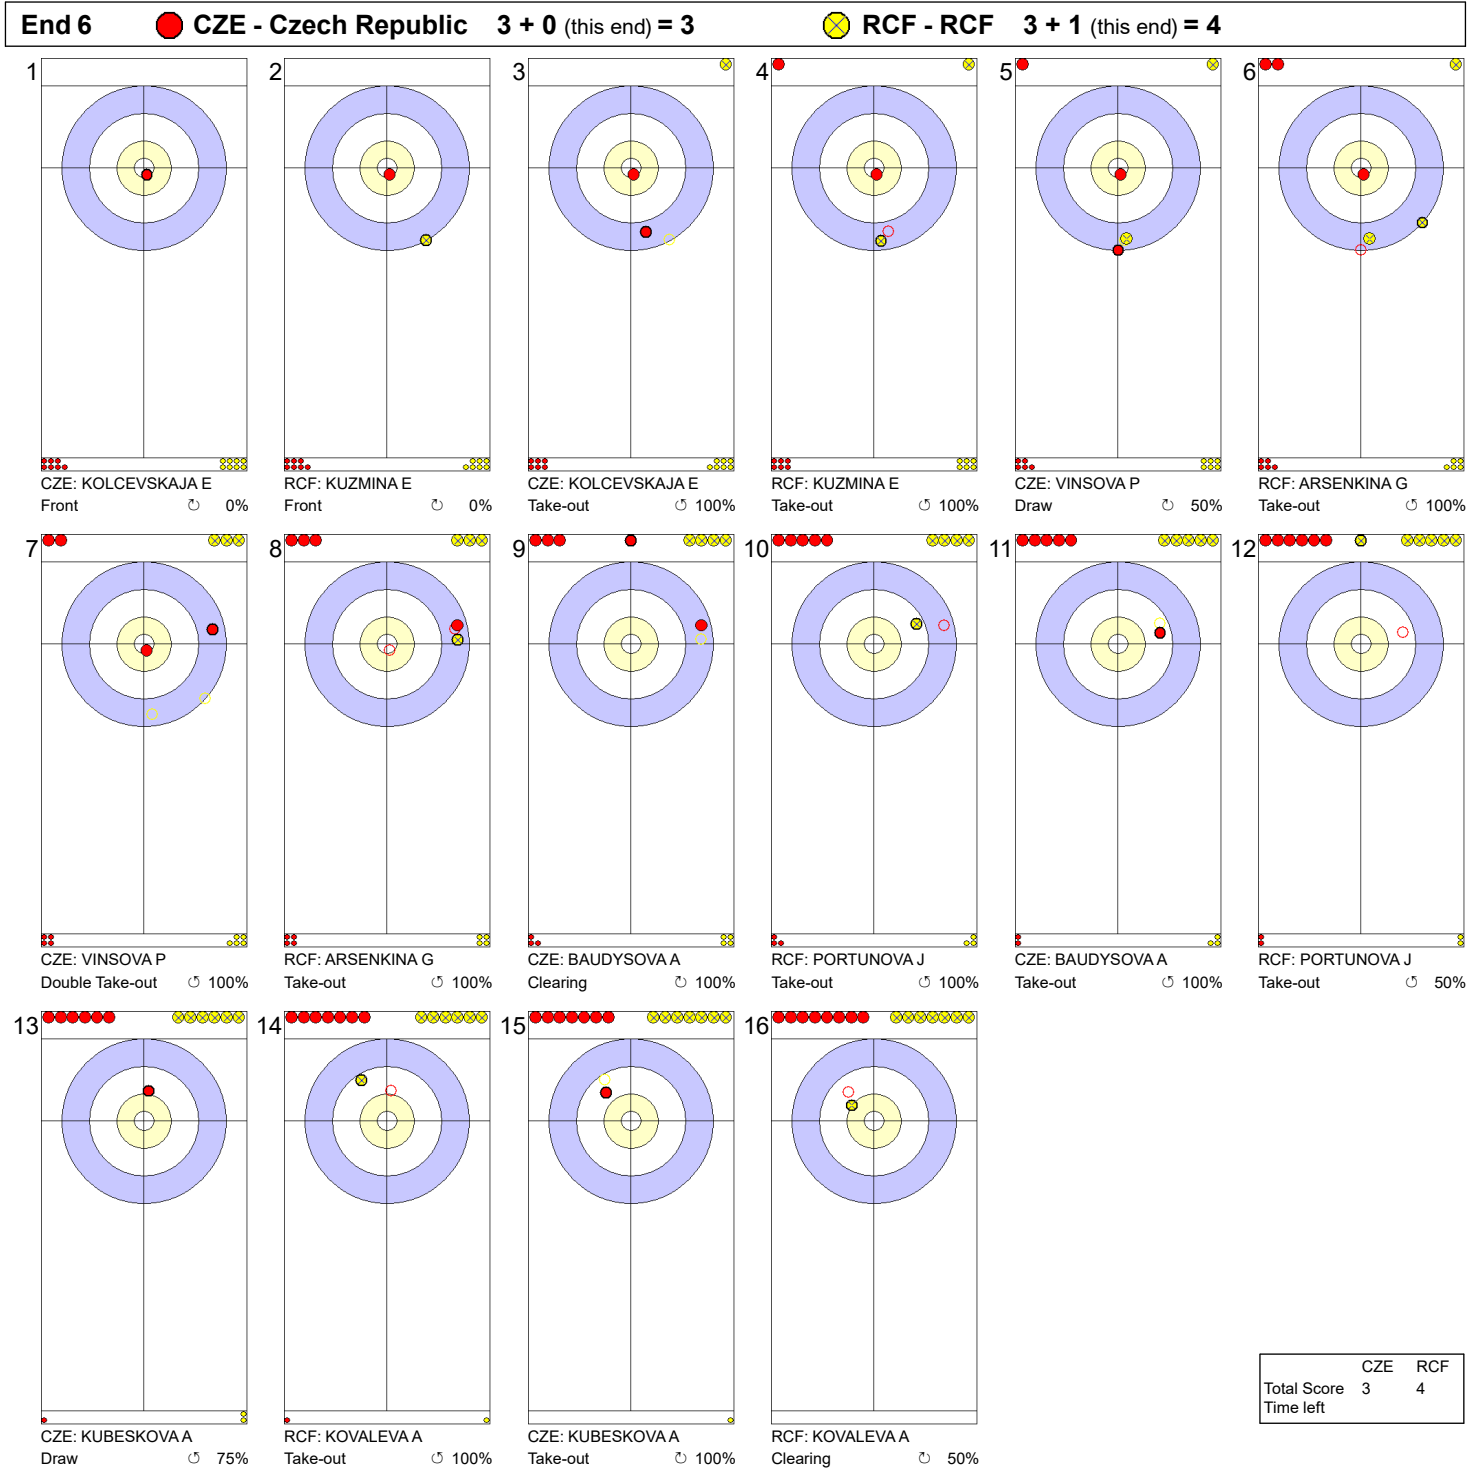 End 6 CZE - Czech Republic 3 + 0 (this end) = 3 RCF - RCF 3 + 1 (this end) = 4
1
CZE: KOLCEVSKAJA E
Front ↻ 0%
2
RCF: KUZMINA E
Front ↻ 0%
3
CZE: KOLCEVSKAJA E
Take-out ↺ 100%
4
RCF: KUZMINA E
Take-out ↺ 100%
5
CZE: VINSOVA P
Draw ↻ 50%
6
RCF: ARSENKINA G
Take-out ↻ 100%
7
CZE: VINSOVA P
Double Take-out ↺ 100%
8
RCF: ARSENKINA G
Take-out ↺ 100%
9
CZE: BAUDYSOVA A
Clearing ↺ 100%
10
RCF: PORTUNOVA J
Take-out ↺ 100%
11
CZE: BAUDYSOVA A
Take-out ↺ 100%
12
RCF: PORTUNOVA J
Take-out ↺ 50%
13
CZE: KUBESKOVA A
Draw ↺ 75%
14
RCF: KOVALEVA A
Take-out ↻ 100%
15
CZE: KUBESKOVA A
Take-out ↻ 100%
16
RCF: KOVALEVA A
Clearing ↻ 50%
CZE RCF
Total Score 3 4
Time left